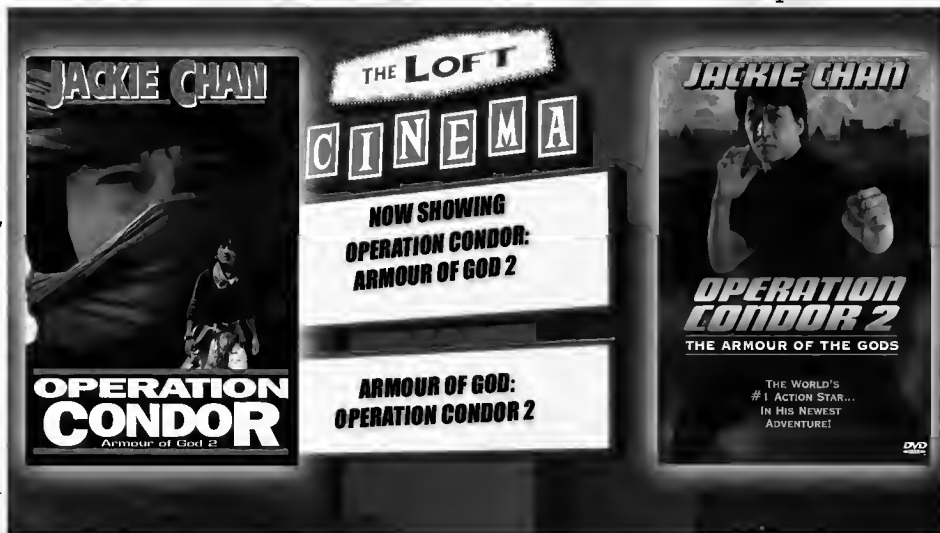 JACKIE CHAN
OPERATION
CONDOR
Armour of God 2
THE LOFT
CINEMA
NOW SHOWING
OPERATION CONDOR:
ARMOUR OF GOD 2
ARMOUR OF GOD:
OPERATION CONDOR 2
JACKIE CHAN
OPERATION
CONDOR 2
THE ARMOUR OF THE GODS
THE WORLD'S
#1 ACTION STAR...
IN HIS NEWEST
ADVENTURE!
DVD